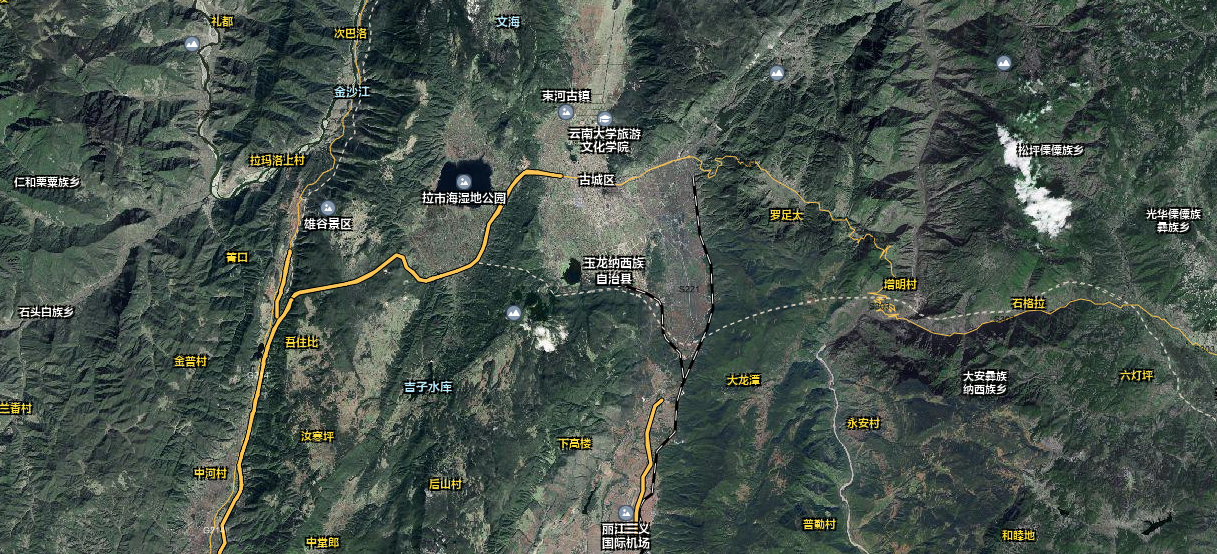 礼都
文海
次巴洛
金沙江
束河古镇
云南大学旅游
文化学院
松坪傈僳族乡
拉玛洛上村
仁和栗粟族乡
古城区
拉市海湿地公园
雄谷景区
罗足太
光华傈僳族
彝族乡
箐口
玉龙纳西族
自治县
增明村
S221
石格拉
石头白族乡
吾住比
金普村
吉子水库
大龙潭
大安彝族
纳西族乡
六灯坪
兰香村
永安村
汝寒坪
下高楼
中河村
后山村
丽江三义
国际机场
普勒村
中堂郎
和睦地